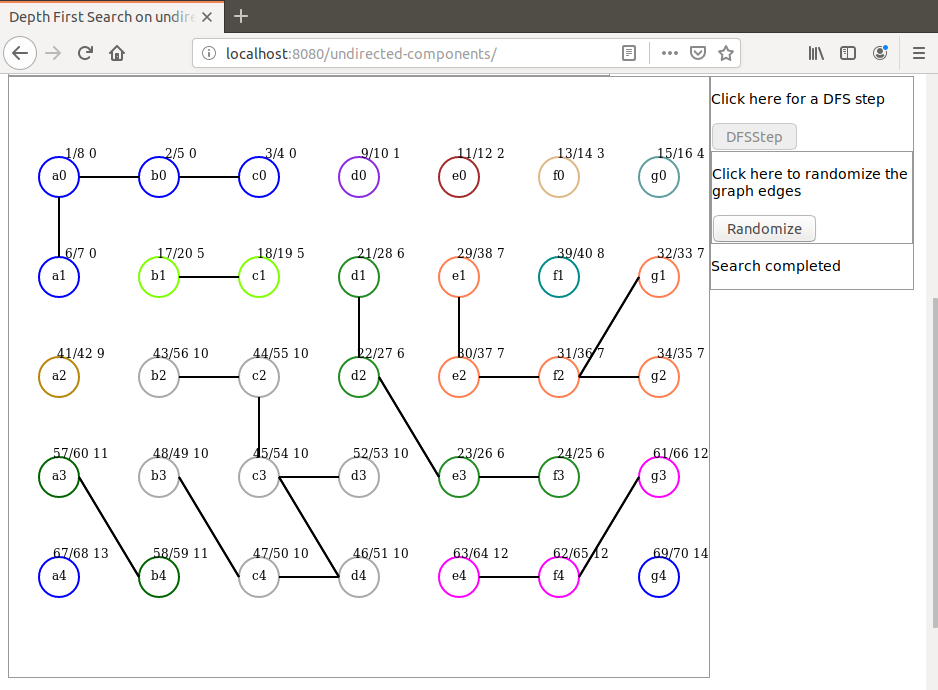 Depth First Search on undire
localhost:8080/undirected-components/
Click here for a DFS step
DFSStep
Click here to randomize the
graph edges
Randomize
Search completed
1/8 0 2/5 0 3/4 0 9/10 1 11/12 2 13/14 3 15/16 4
a0 b0 c0 d0 e0 f0 g0
6/7 0 17/20 5 18/19 5 21/28 6 29/38 7 39/40 8 32/33 7
a1 b1 c1 d1 e1 f1 g1
41/42 9 43/56 10 44/55 10 22/27 6 30/37 7 31/36 7 34/35 7
a2 b2 c2 d2 e2 f2 g2
57/60 11 48/49 10 45/54 10 52/53 10 23/26 6 24/25 6 61/66 12
a3 b3 c3 d3 e3 f3 g3
67/68 13 58/59 11 47/50 10 46/51 10 63/64 12 62/65 12 69/70 14
a4 b4 c4 d4 e4 f4 g4